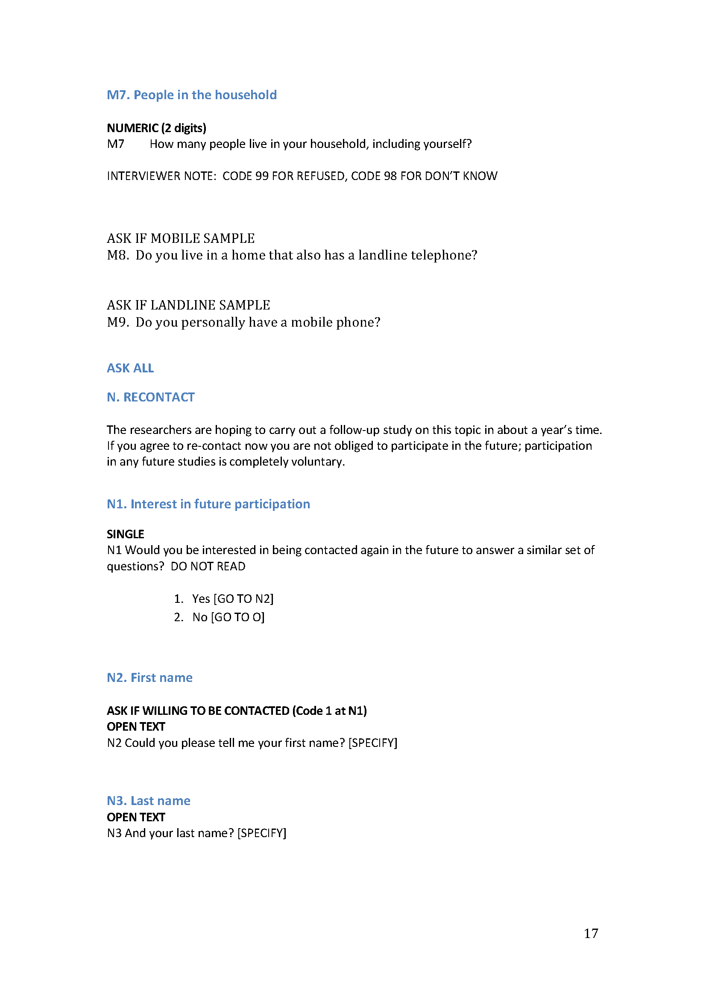 M7. People in the household
NUMERIC (2 digits)
M7 How many people live in your household, including yourself?
INTERVIEWER NOTE: CODE 99 FOR REFUSED, CODE 98 FOR DON'T KNOW
ASK IF MOBILE SAMPLE
M8. Do you live in a home that also has a landline telephone?
ASK IF LANDLINE SAMPLE
M9. Do you personally have a mobile phone?
ASK ALL
N. RECONTACT
The researchers are hoping to carry out a follow-up study on this topic in about a year's time.
If you agree to re-contact now you are not obliged to participate in the future; participation
in any future studies is completely voluntary.
N1. Interest in future participation
SINGLE
N1 Would you be interested in being contacted again in the future to answer a similar set of
questions? DO NOT READ
1. Yes [GO TO N2]
2. No [GO TO O]
N2. First name
ASK IF WILLING TO BE CONTACTED (Code 1 at N1)
OPEN TEXT
N2 Could you please tell me your first name? [SPECIFY]
N3. Last name
OPEN TEXT
N3 And your last name? [SPECIFY]
17